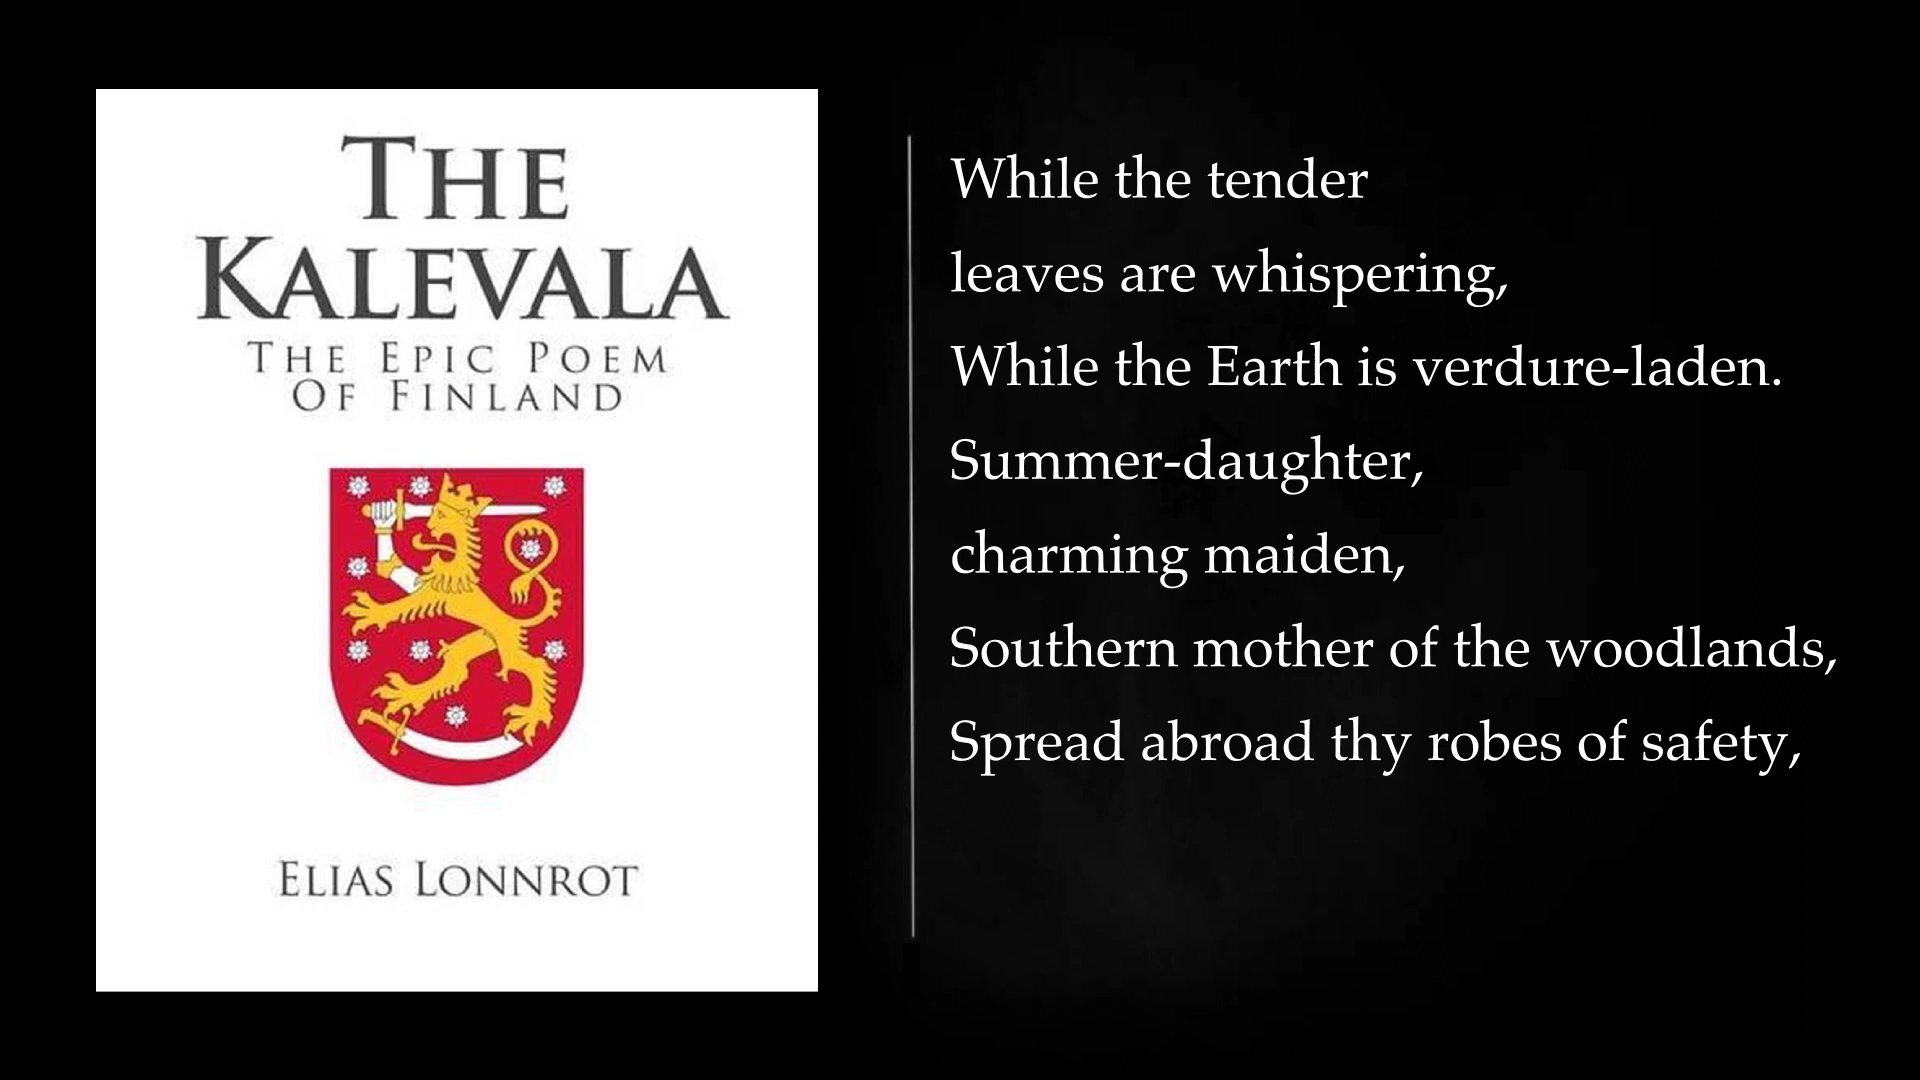 THE
KALEVALA
THE EPIC POEM
OF FINLAND
ELIAS LONNROT
While the tender
leaves are whispering,
While the Earth is verdure-laden.
Summer-daughter,
charming maiden,
Southern mother of the woodlands,
Spread abroad thy robes of safety,